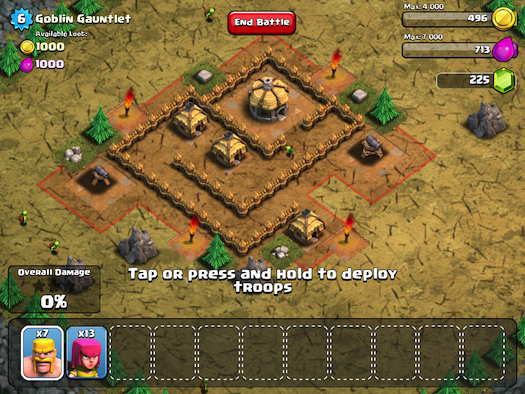 6 Goblin Gauntlet
Available Loot:
1000
1000
End Battle
Max: 4 000
496
Max: 7 000
713
225
Tap or press and hold to deploy
troops
Overall Damage
0%
x7
x13